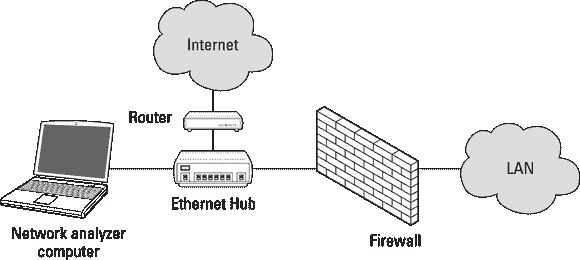 Internet
Router
Ethernet Hub
LAN
Network analyzer
computer
Firewall